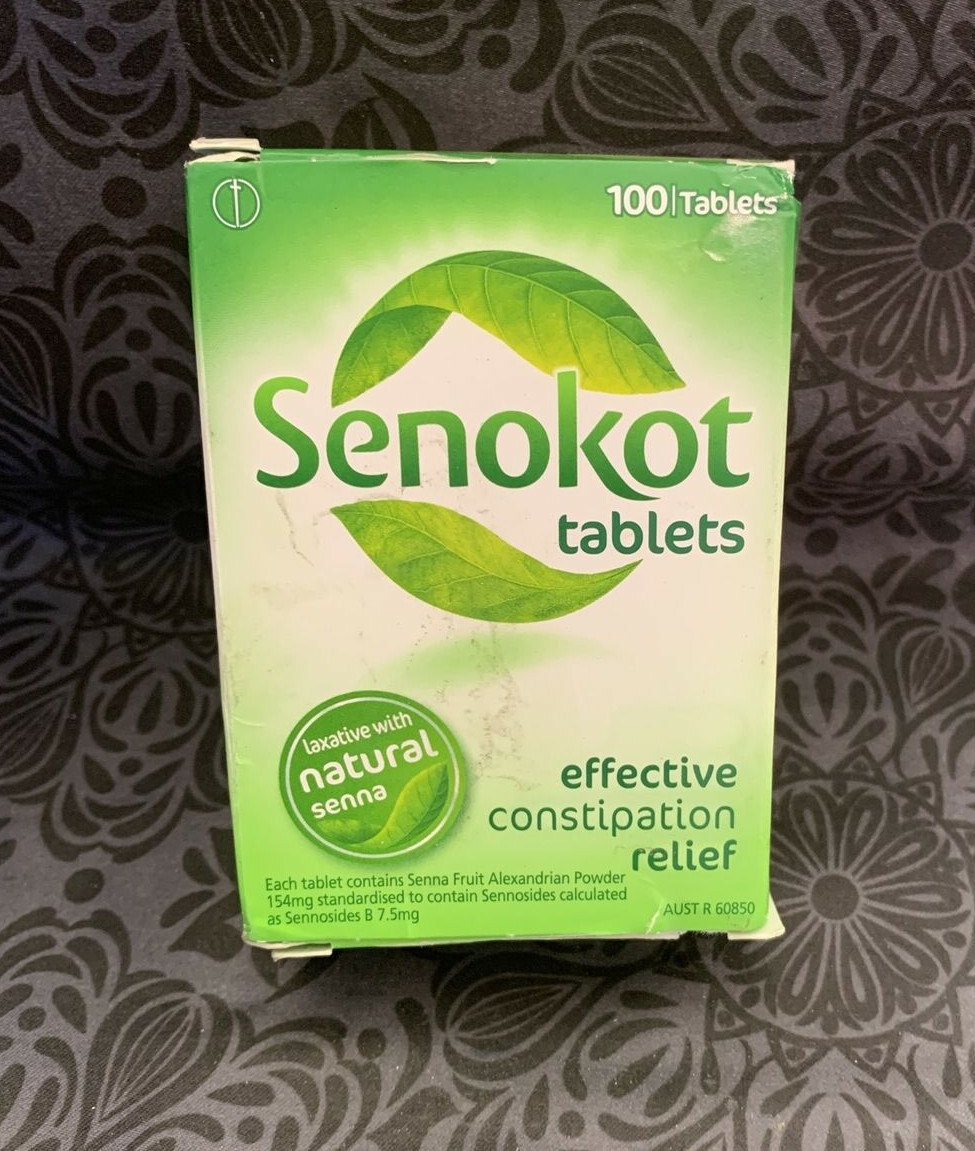 100|Tablets
Senokot
tablets
laxative with
natural
senna
effective
constipation
relief
Each tablet contains Senna Fruit Alexandrian Powder
154mg standardised to contain Sennosides calculated
as Sennosides B 7.5mg
AUST R 60850